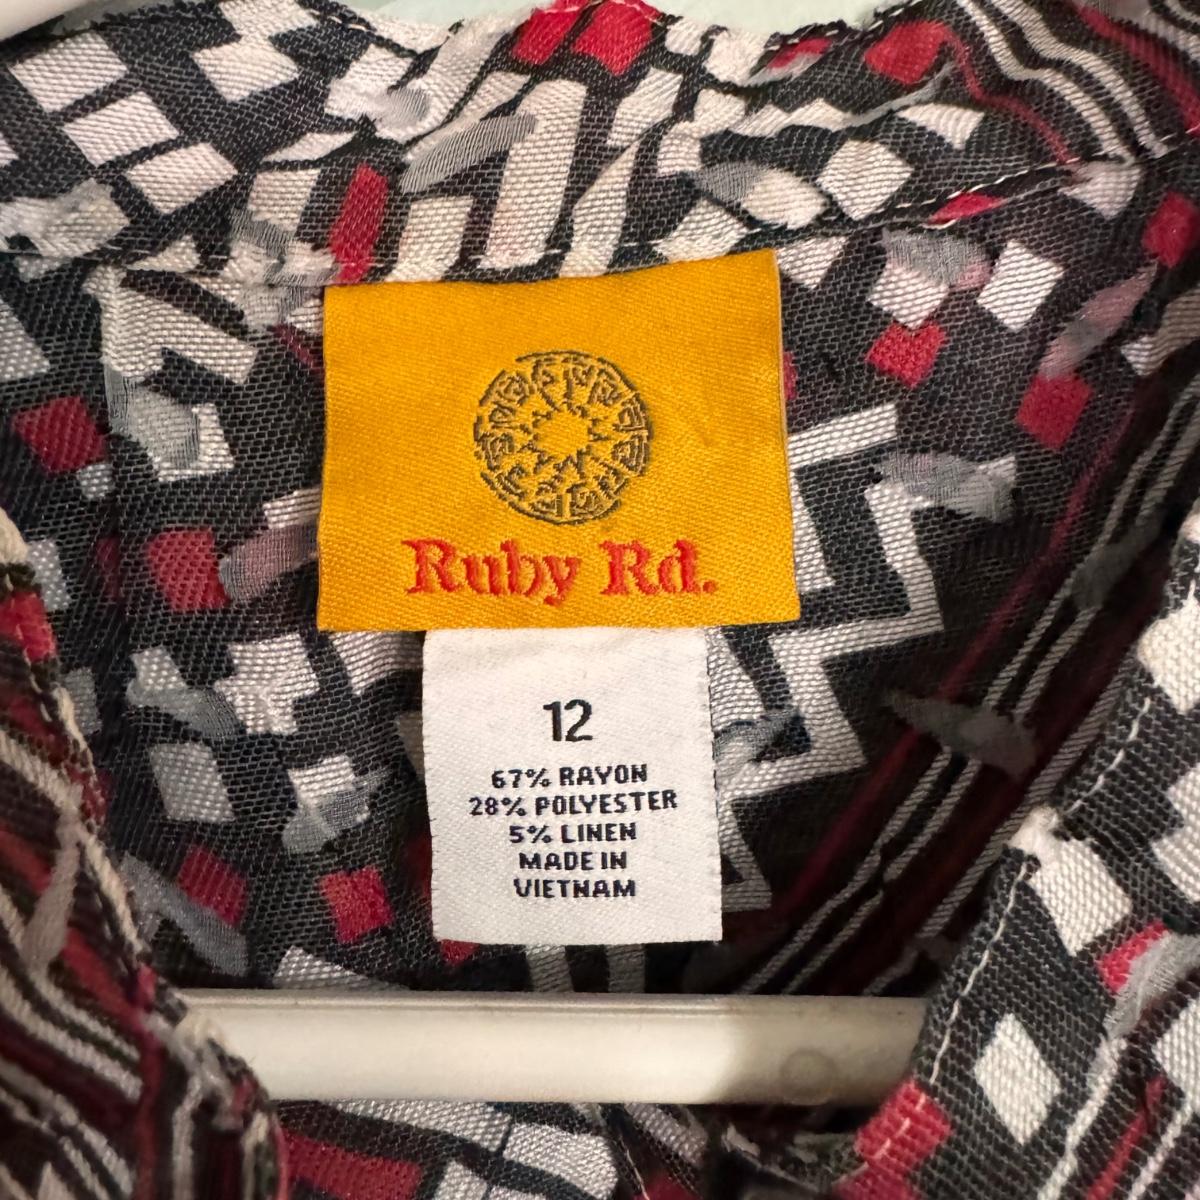 Ruby Rd.
12
67% RAYON
28% POLYESTER
5% LINEN
MADE IN
VIETNAM